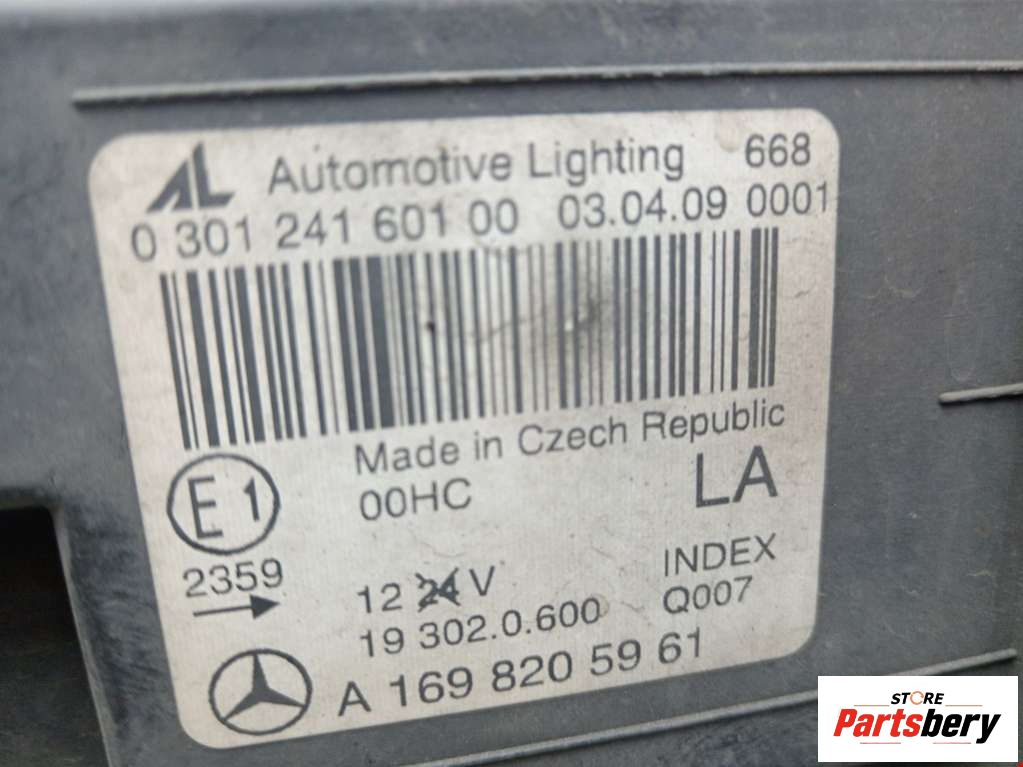 AL Automotive Lighting 668
0 301 241 601 00 03.04.09 0001
Made in Czech Republic
E1 00HC LA
2359 12 24 V INDEX
19 302.0.600 Q007
A 169 820 59 61
STORE
Partsbery